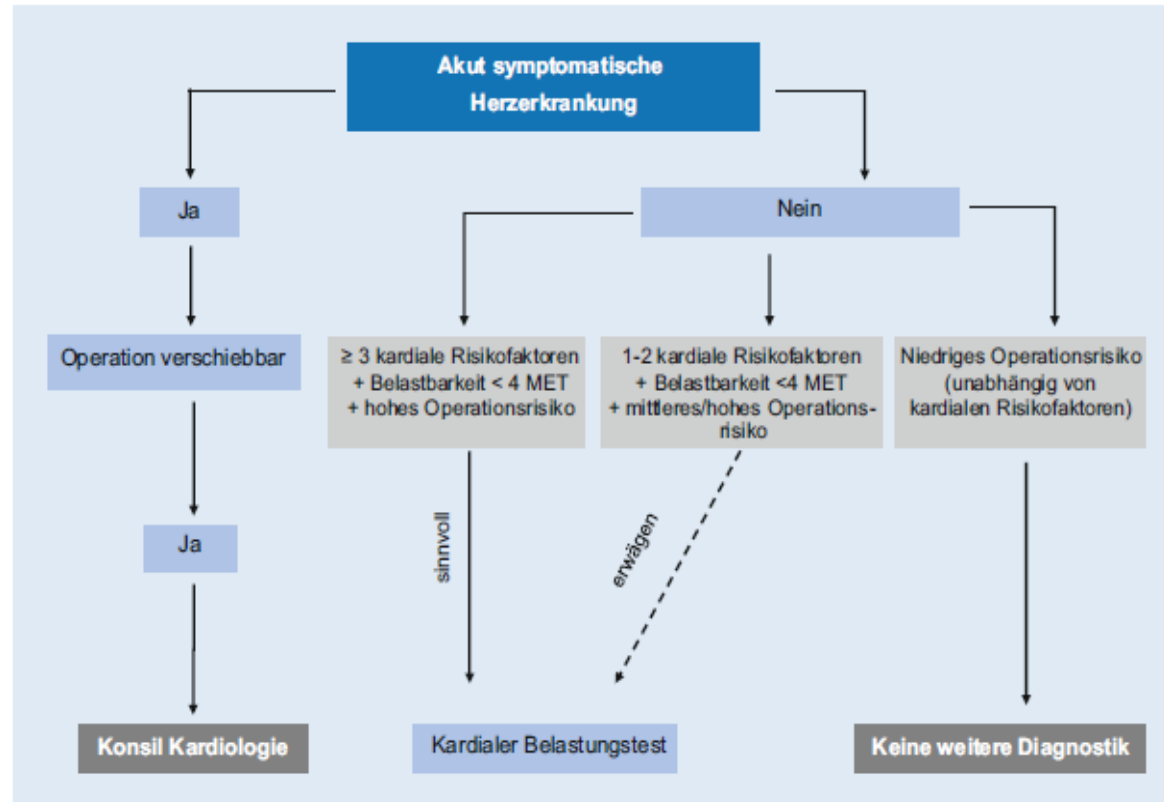 Akut symptomatische
Herzerkrankung
Ja
Nein
Operation verschiebbar
≥ 3 kardiale Risikofaktoren
+ Belastbarkeit < 4 MET
+ hohes Operationsrisiko
1-2 kardiale Risikofaktoren
+ Belastbarkeit <4 MET
+ mittleres/hohes Operations-
risiko
Niedriges Operationsrisiko
(unabhängig von
kardialen Risikofaktoren)
Ja
sinnvoll
erwägen
Konsil Kardiologie
Kardialer Belastungstest
Keine weitere Diagnostik